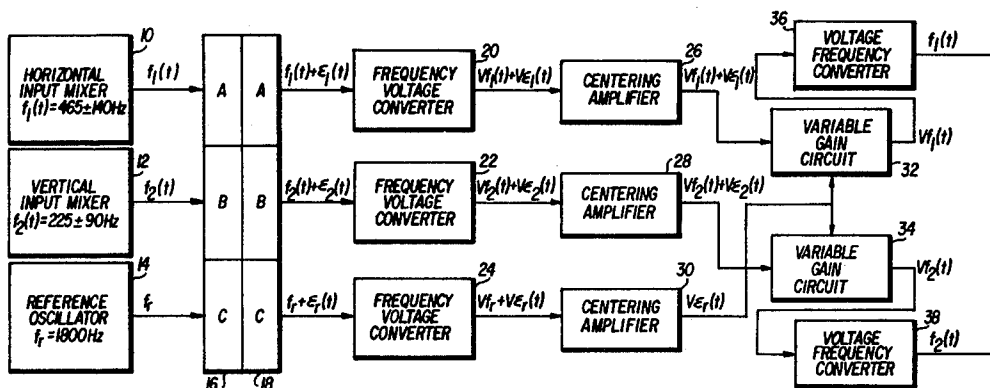 10
HORIZONTAL
INPUT MIXER
f1(t)=465±140Hz
f1(t)
A A
f1(t)+ε1(t)
20
FREQUENCY
VOLTAGE
CONVERTER
Vf1(t)+Vε1(t)
26
CENTERING
AMPLIFIER
Vf1(t)+Vε1(t)
36
VOLTAGE
FREQUENCY
CONVERTER
f1(t)
VARIABLE
GAIN
CIRCUIT
32
Vf1(t)
12
VERTICAL
INPUT MIXER
f2(t)=225±90Hz
f2(t)
B B
f2(t)+ε2(t)
22
FREQUENCY
VOLTAGE
CONVERTER
Vf2(t)+Vε2(t)
28
CENTERING
AMPLIFIER
Vf2(t)+Vε2(t)
34
VARIABLE
GAIN
CIRCUIT
Vf2(t)
14
REFERENCE
OSCILLATOR
fr=1800Hz
fr
C C
fr+εr(t)
24
FREQUENCY
VOLTAGE
CONVERTER
Vfr+Vεr(t)
30
CENTERING
AMPLIFIER
Vεr(t)
38
VOLTAGE
FREQUENCY
CONVERTER
f2(t)
16 18